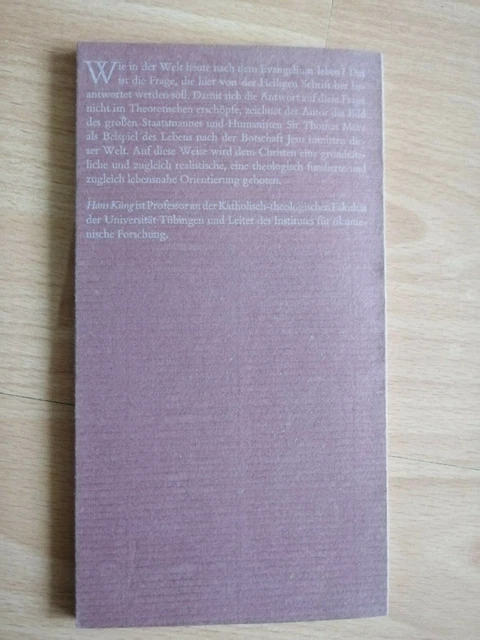 Wie in der Welt heute nach dem Evangelium leben? Das
ist die Frage, die hier von der Heiligen Schrift her be-
antwortet werden soll. Damit sich die Antwort auf diese Frage
nicht im Theoretischen erschöpfe, zeichnet der Autor das Bild
des großen Staatsmannes und Humanisten Sir Thomas More
als Beispiel des Lebens nach der Botschaft Jesu inmitten die-
ser Welt. Auf diese Weise wird dem Christen eine grundsätz-
liche und zugleich realistische, eine theologisch fundierte und
zugleich lebensnahe Orientierung geboten.
Hans Küng ist Professor an der Katholisch-theologischen Fakultät
der Universität Tübingen und Leiter des Instituts für ökume-
nische Forschung.